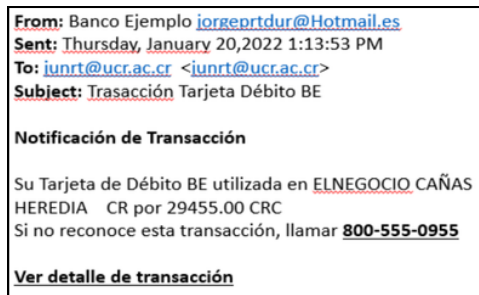 From: Banco Ejemplo jorgeprtdur@Hotmail.es
Sent: Thursday, January 20,2022 1:13:53 PM
To: junrt@ucr.ac.cr <junrt@ucr.ac.cr>
Subject: Trasacción Tarjeta Débito BE
Notificación de Transacción
Su Tarjeta de Débito BE utilizada en ELNEGOCIO CAÑAS
HEREDIA CR por 29455.00 CRC
Si no reconoce esta transacción, llamar 800-555-0955
Ver detalle de transacción